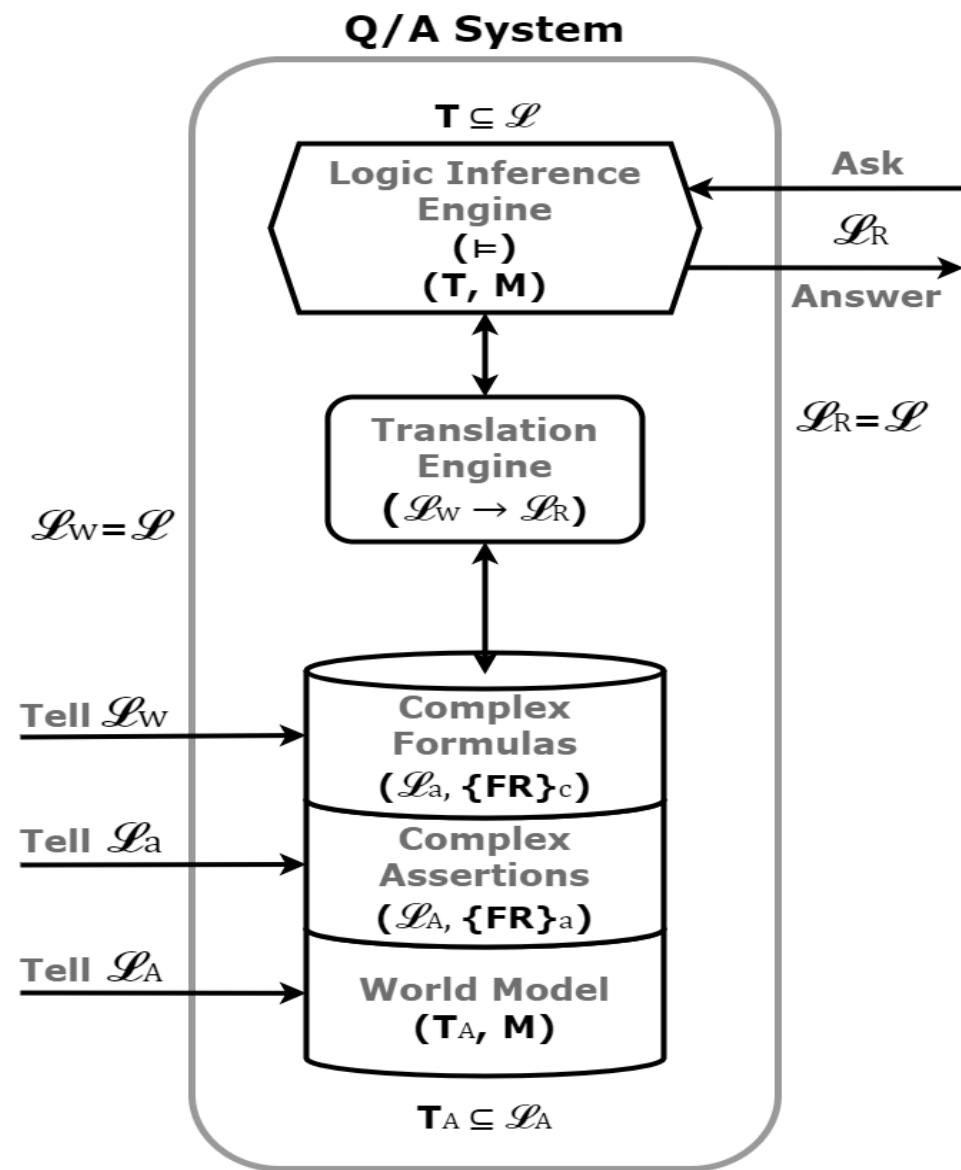 Q/A System
T ⊆ ℒ
Logic Inference
Engine
(⊨)
(T, M)
Ask
ℒR
Answer
Translation
Engine
(ℒW → ℒR)
ℒR=ℒ
ℒW=ℒ
Tell ℒW
Complex
Formulas
(ℒa, {FR}c)
Tell ℒa
Complex
Assertions
(ℒA, {FR}a)
Tell ℒA
World Model
(TA, M)
TA ⊆ ℒA